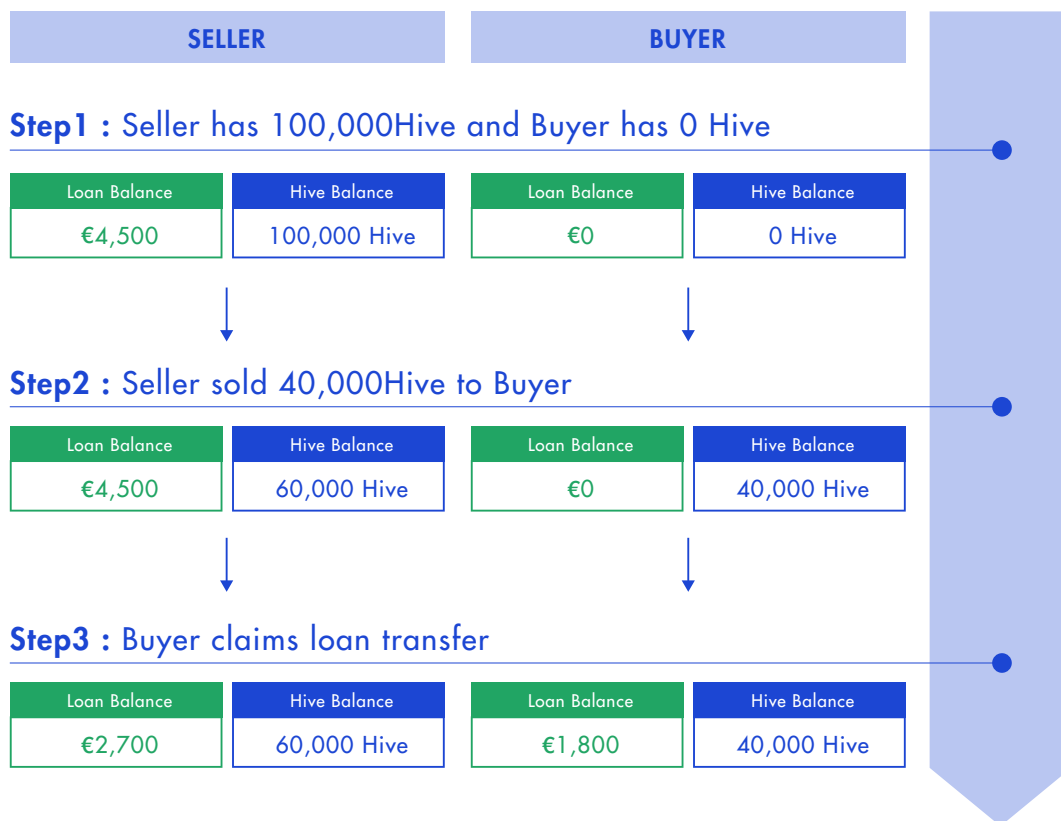 SELLER
BUYER
Step1 : Seller has 100,000Hive and Buyer has 0 Hive
Loan Balance
Hive Balance
Loan Balance
Hive Balance
€4,500
100,000 Hive
€0
0 Hive
Step2 : Seller sold 40,000Hive to Buyer
Loan Balance
Hive Balance
Loan Balance
Hive Balance
€4,500
60,000 Hive
€0
40,000 Hive
Step3 : Buyer claims loan transfer
Loan Balance
Hive Balance
Loan Balance
Hive Balance
€2,700
60,000 Hive
€1,800
40,000 Hive